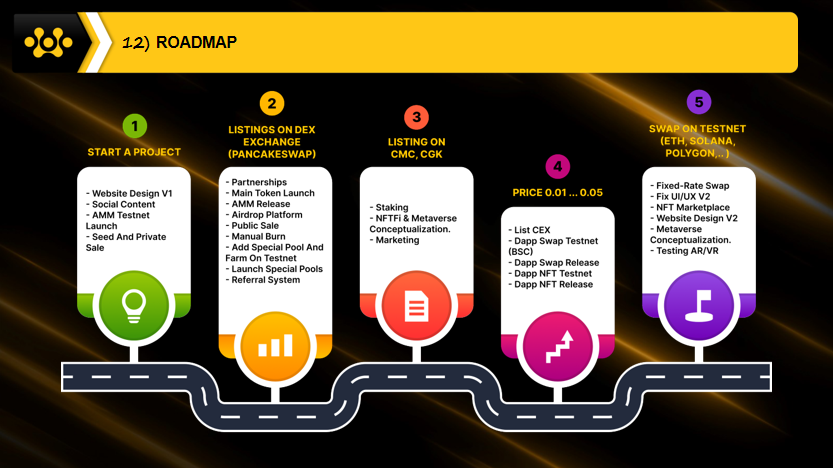 12) ROADMAP
1
START A PROJECT
- Website Design V1
- Social Content
- AMM Testnet
Launch
- Seed And Private
Sale
2
LISTINGS ON DEX
EXCHANGE
(PANCAKESWAP)
- Partnerships
- Main Token Launch
- AMM Release
- Airdrop Platform
- Public Sale
- Manual Burn
- Add Special Pool And
Farm On Testnet
- Launch Special Pools
- Referral System
3
LISTING ON
CMC, CGK
- Staking
- NFTFi & Metaverse
Conceptualization.
- Marketing
4
PRICE 0.01 ... 0.05
- List CEX
- Dapp Swap Testnet
(BSC)
- Dapp Swap Release
- Dapp NFT Testnet
- Dapp NFT Release
5
SWAP ON TESTNET
(ETH, SOLANA,
POLYGON,.. )
- Fixed-Rate Swap
- Fix UI/UX V2
- NFT Marketplace
- Website Design V2
- Metaverse
Conceptualization.
- Testing AR/VR